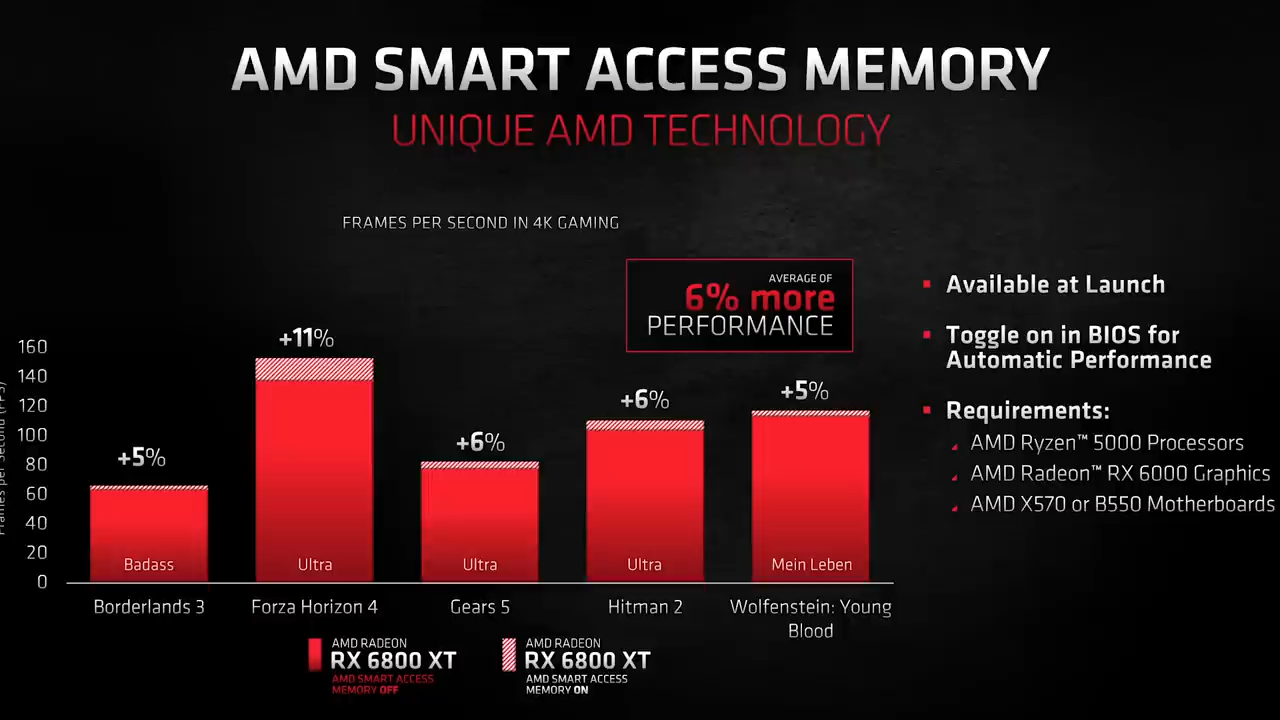 AMD SMART ACCESS MEMORY
UNIQUE AMD TECHNOLOGY
FRAMES PER SECOND IN 4K GAMING
AVERAGE OF
6% more
PERFORMANCE
160
140
120
100
80
60
40
20
0
+5%
+11%
+6%
+6%
+5%
Badass
Ultra
Ultra
Ultra
Mein Leben
Borderlands 3
Forza Horizon 4
Gears 5
Hitman 2
Wolfenstein: Young
Blood
AMD RADEON
RX 6800 XT
AMD SMART ACCESS
MEMORY OFF
AMD RADEON
RX 6800 XT
AMD SMART ACCESS
MEMORY ON
Available at Launch
Toggle on in BIOS for
Automatic Performance
Requirements:
AMD Ryzen™ 5000 Processors
AMD Radeon™ RX 6000 Graphics
AMD X570 or B550 Motherboards